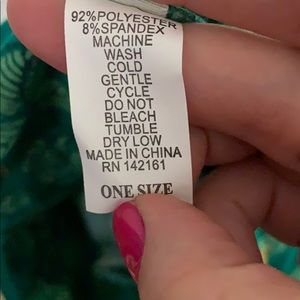 92%POLYESTER
8%SPANDEX
MACHINE
WASH
COLD
GENTLE
CYCLE
DO NOT
BLEACH
TUMBLE
DRY LOW
MADE IN CHINA
RN 142161
ONE SIZE